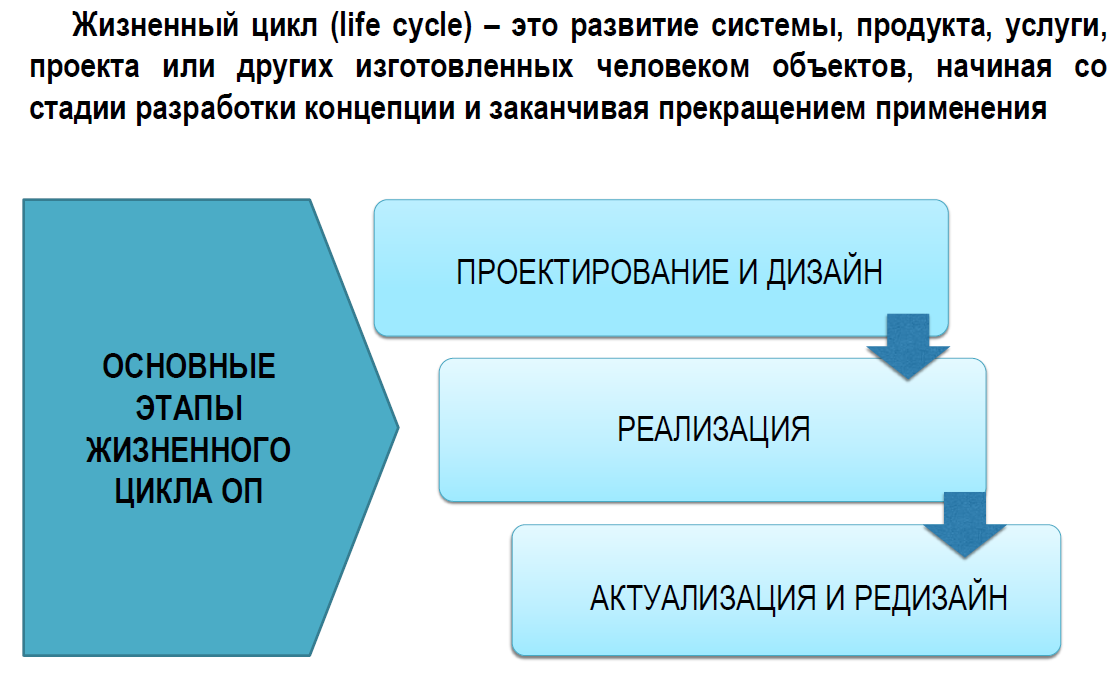 Жизненный цикл (life cycle) – это развитие системы, продукта, услуги,
проекта или других изготовленных человеком объектов, начиная со
стадии разработки концепции и заканчивая прекращением применения
ОСНОВНЫЕ
ЭТАПЫ
ЖИЗНЕННОГО
ЦИКЛА ОП
ПРОЕКТИРОВАНИЕ И ДИЗАЙН
РЕАЛИЗАЦИЯ
АКТУАЛИЗАЦИЯ И РЕДИЗАЙН